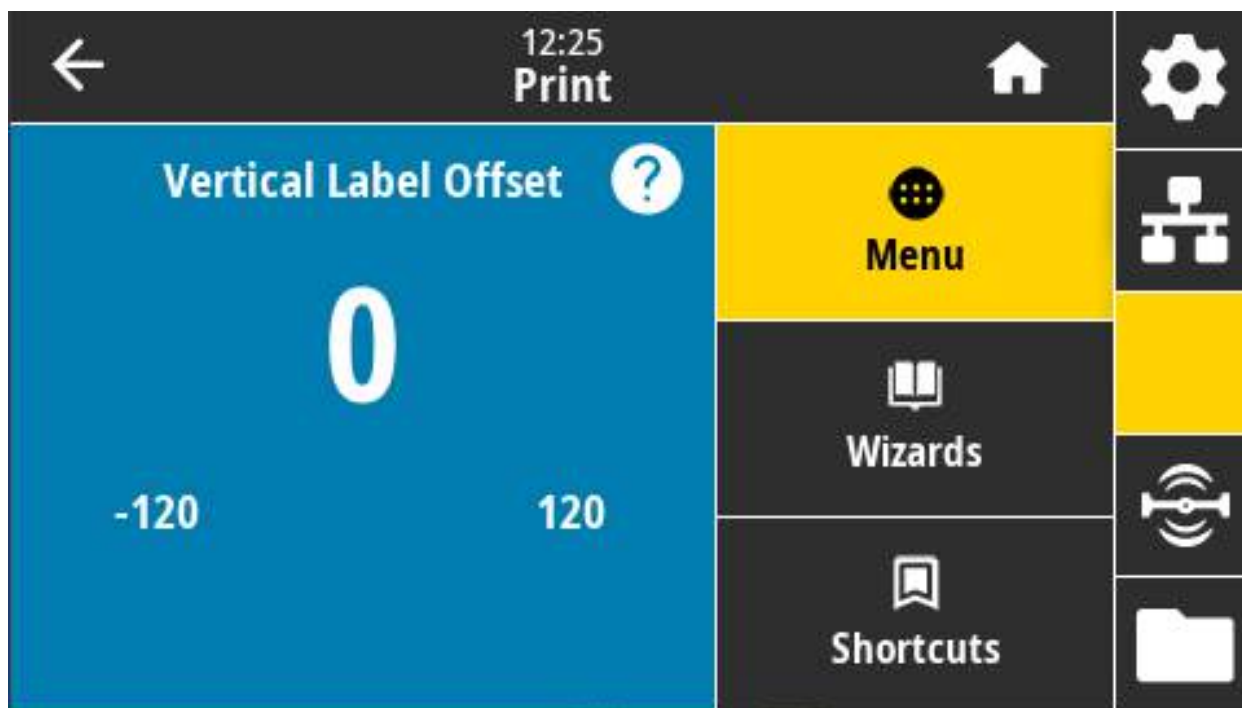 12:25
Print
Vertical Label Offset ?
0
-120 120
Menu
Wizards
Shortcuts